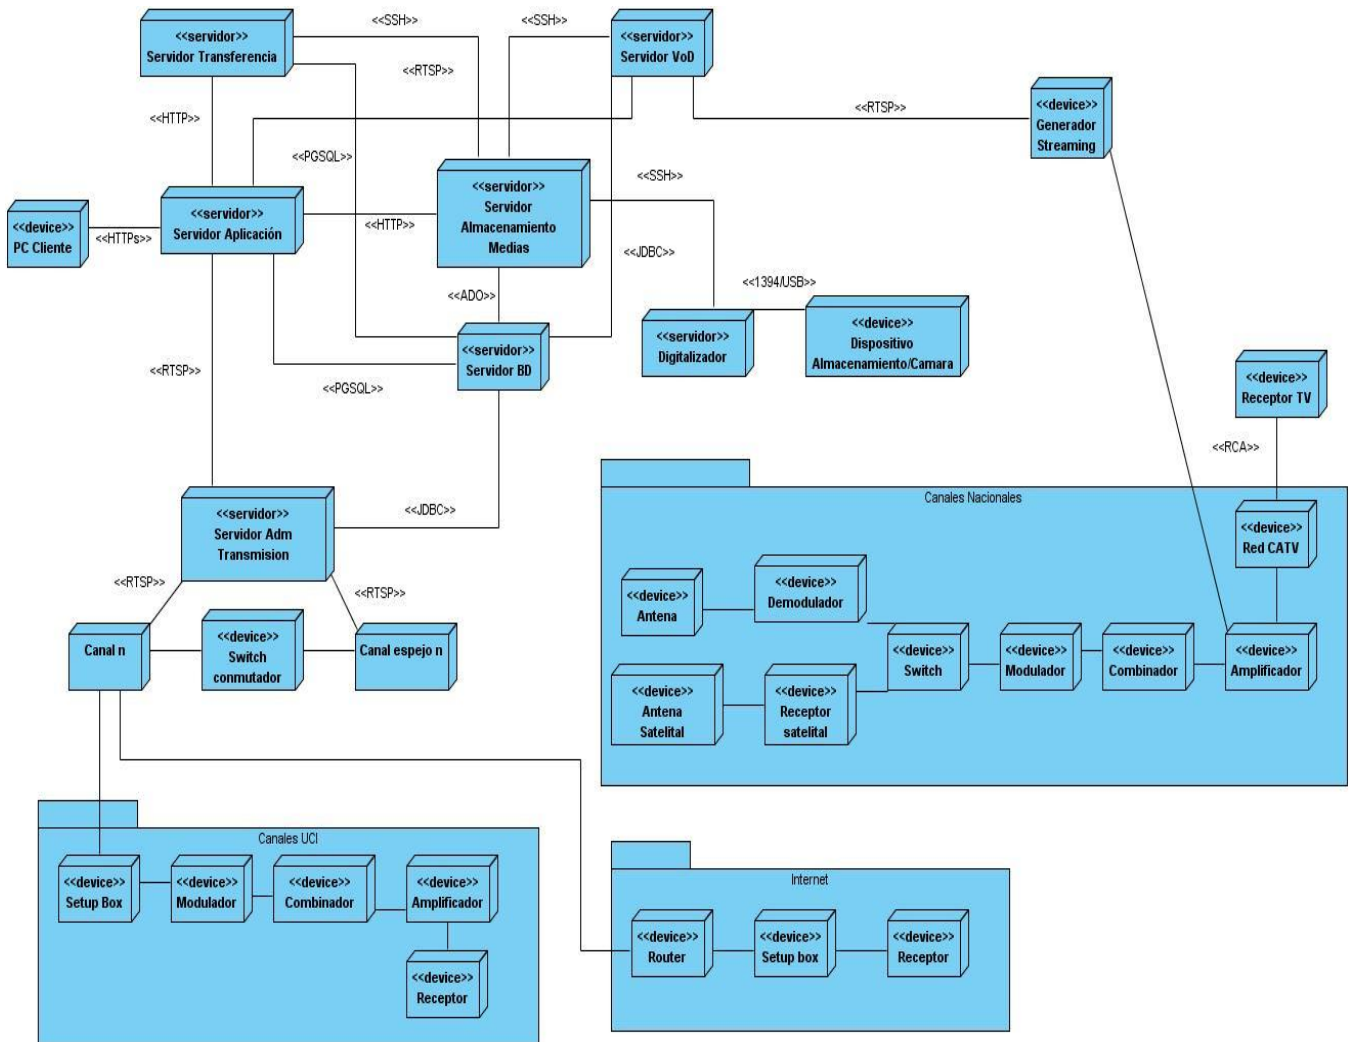 <<SSH>>
<<SSH>>
<<servidor>>
Servidor Transferencia
<<servidor>>
Servidor VoD
<<RTSP>>
<<RTSP>>
<<device>>
Generador
Streaming
<<HTTP>>
<<PGSQL>>
<<SSH>>
<<servidor>>
Servidor
Almacenamiento
Medias
<<servidor>>
Servidor Aplicación
<<device>>
PC Cliente
<<HTTPs>>
<<HTTP>>
<<JDBC>>
<<ADO>>
<<1394/USB>>
<<servidor>>
Servidor BD
<<servidor>>
Digitalizador
<<device>>
Dispositivo
Almacenamiento/Camara
<<RTSP>>
<<PGSQL>>
<<device>>
Receptor TV
<<RCA>>
Canales Nacionales
<<servidor>>
Servidor Adm
Transmision
<<JDBC>>
<<device>>
Red CATV
<<RTSP>>
<<RTSP>>
<<device>>
Antena
<<device>>
Demodulador
Canal n
<<device>>
Switch
conmutador
Canal espejo n
<<device>>
Switch
<<device>>
Modulador
<<device>>
Combinador
<<device>>
Amplificador
<<device>>
Antena
Satelital
<<device>>
Receptor
satelital
Canales UCI
<<device>>
Setup Box
<<device>>
Modulador
<<device>>
Combinador
<<device>>
Amplificador
<<device>>
Receptor
Internet
<<device>>
Router
<<device>>
Setup box
<<device>>
Receptor